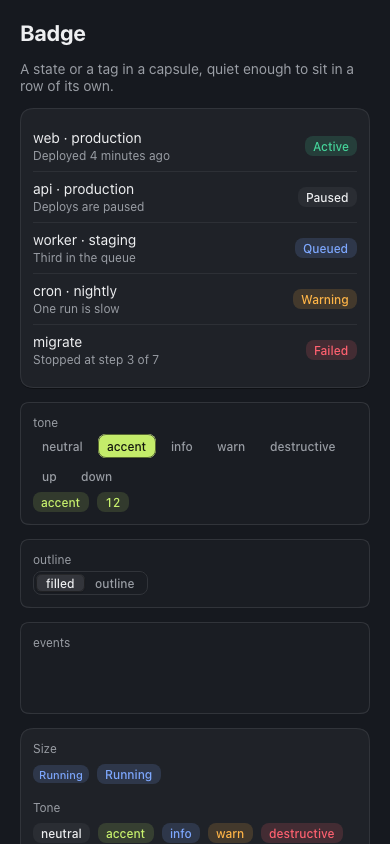 Badge
A state or a tag in a capsule, quiet enough to sit in a
row of its own.
web · production
Deployed 4 minutes ago
Active
api · production
Deploys are paused
Paused
worker · staging
Third in the queue
Queued
cron · nightly
One run is slow
Warning
migrate
Stopped at step 3 of 7
Failed
tone
neutral accent info warn destructive
up down
accent 12
outline
filled outline
events
Size
Running Running
Tone
neutral accent info warn destructive